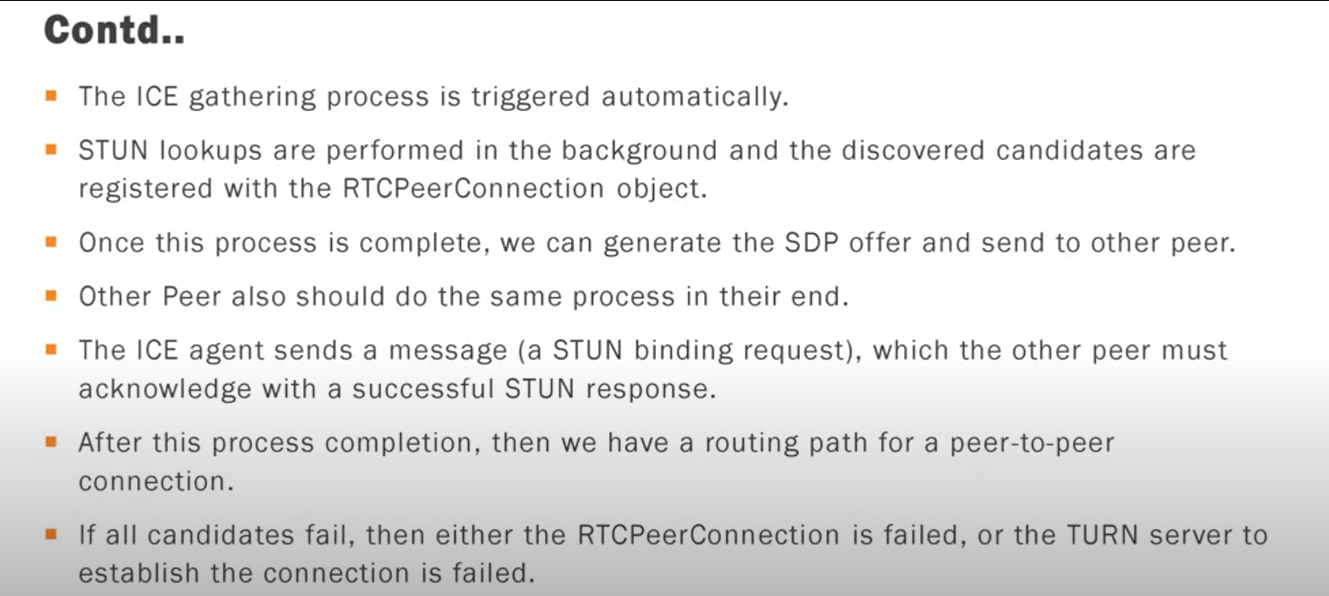 Contd..
The ICE gathering process is triggered automatically.
STUN lookups are performed in the background and the discovered candidates are
registered with the RTCPeerConnection object.
Once this process is complete, we can generate the SDP offer and send to other peer.
Other Peer also should do the same process in their end.
The ICE agent sends a message (a STUN binding request), which the other peer must
acknowledge with a successful STUN response.
After this process completion, then we have a routing path for a peer-to-peer
connection.
If all candidates fail, then either the RTCPeerConnection is failed, or the TURN server to
establish the connection is failed.